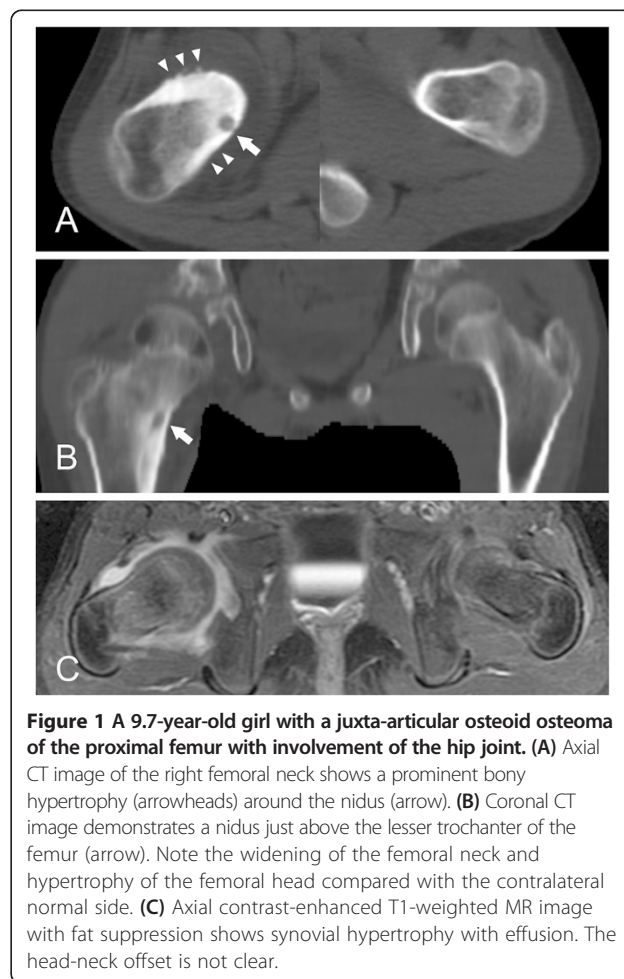 A
B
C
Figure 1 A 9.7-year-old girl with a juxta-articular osteoid osteoma
of the proximal femur with involvement of the hip joint. (A) Axial
CT image of the right femoral neck shows a prominent bony
hypertrophy (arrowheads) around the nidus (arrow). (B) Coronal CT
image demonstrates a nidus just above the lesser trochanter of the
femur (arrow). Note the widening of the femoral neck and
hypertrophy of the femoral head compared with the contralateral
normal side. (C) Axial contrast-enhanced T1-weighted MR image
with fat suppression shows synovial hypertrophy with effusion. The
head-neck offset is not clear.